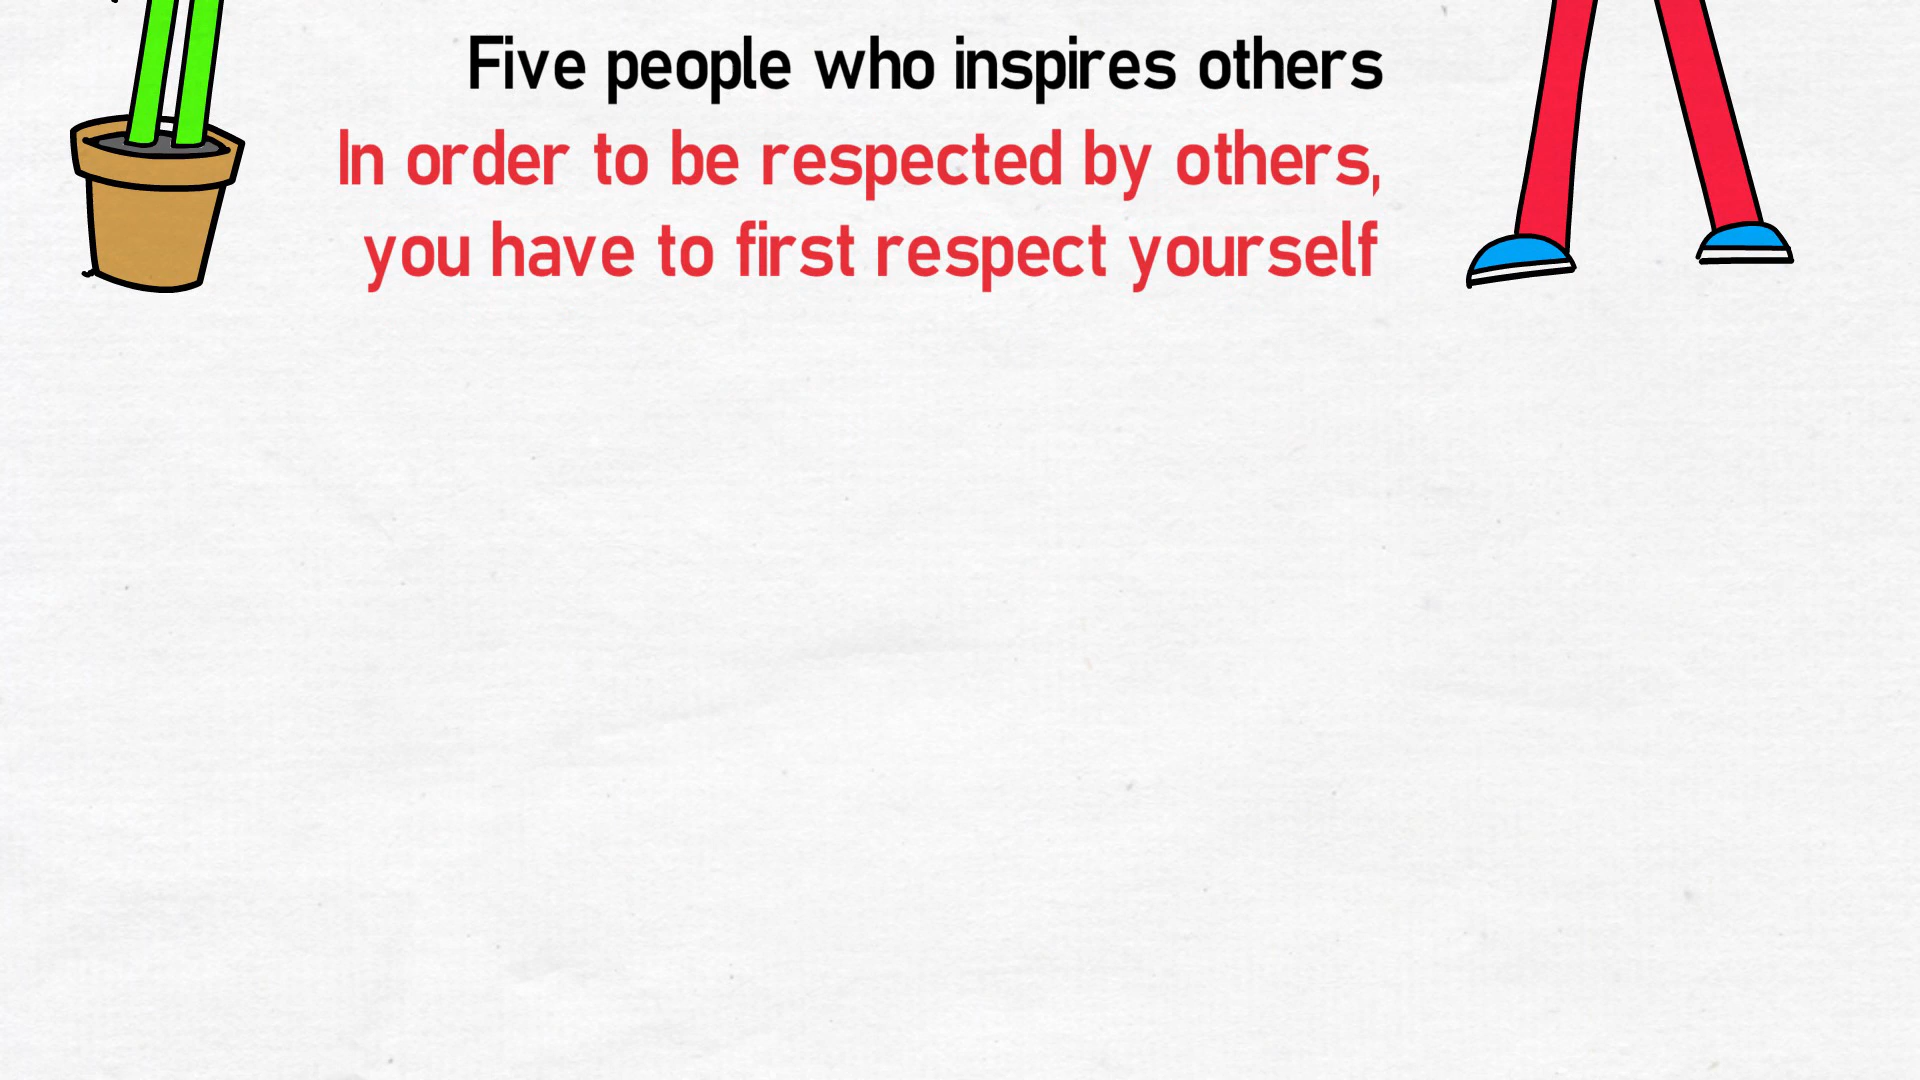 Five people who inspires others
In order to be respected by others,
you have to first respect yourself